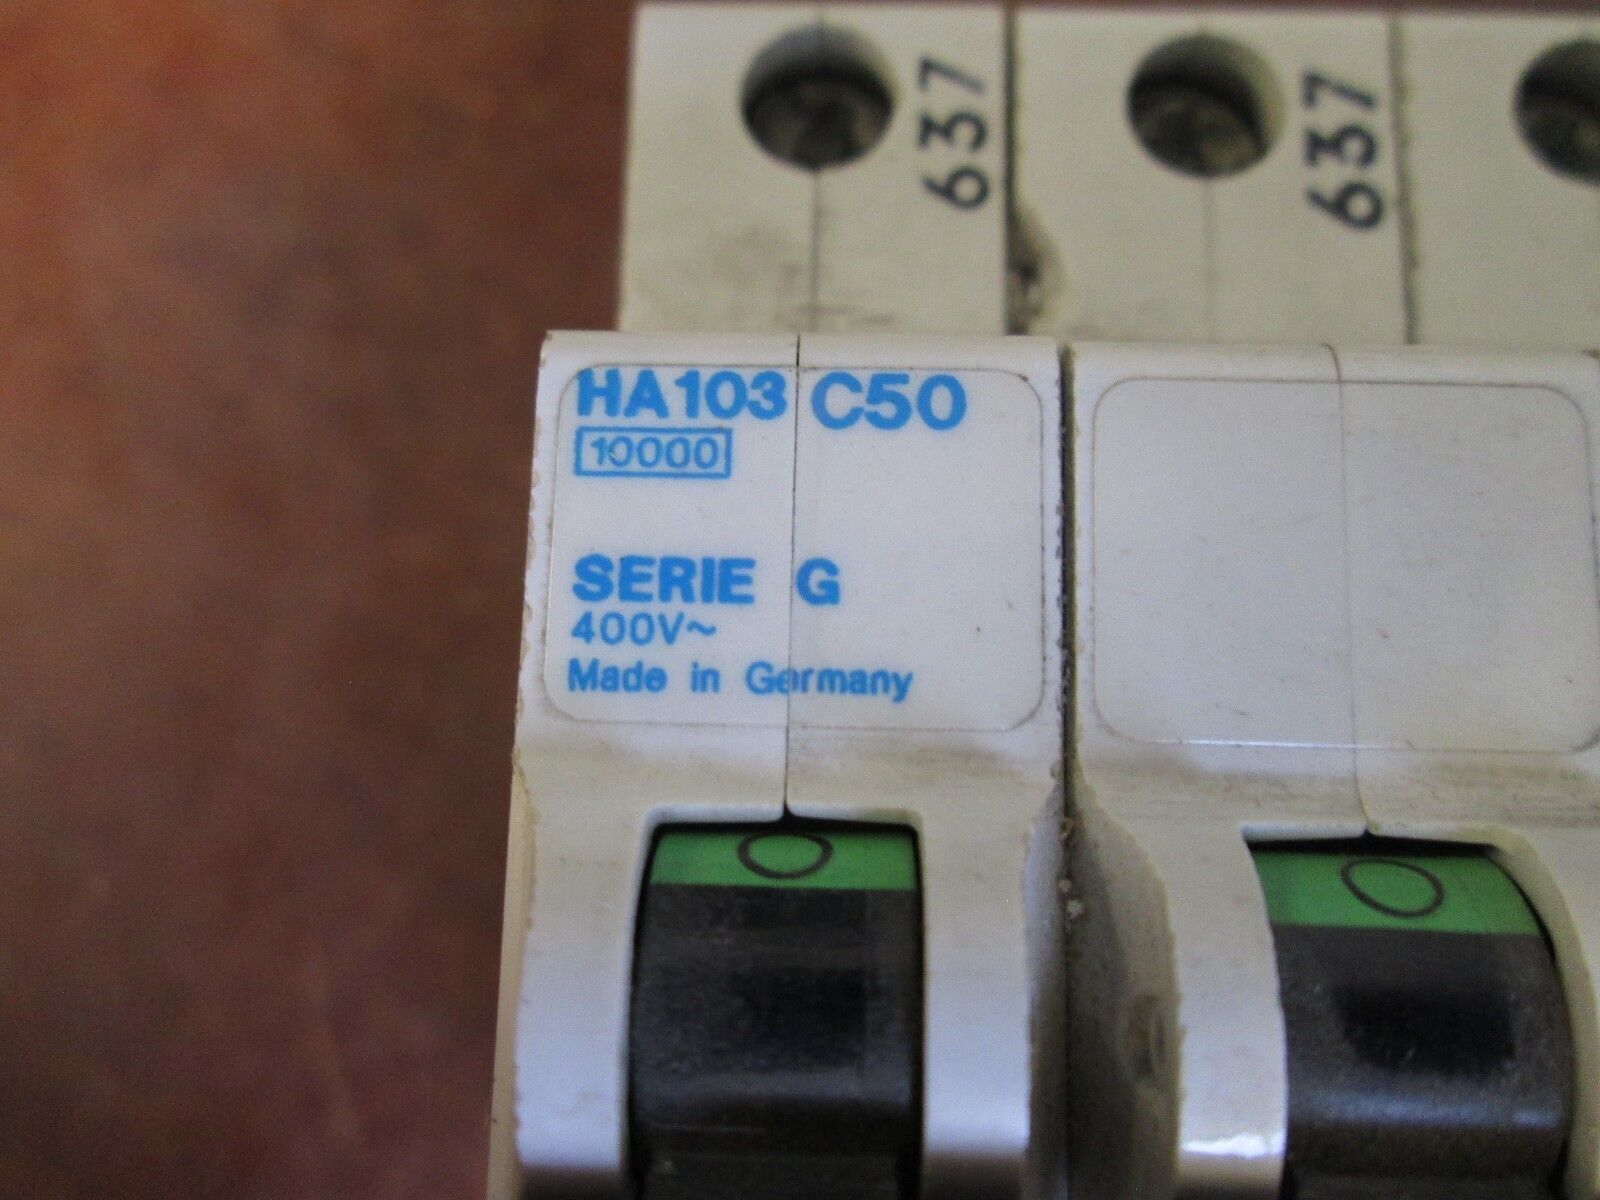 637
637
HA103 C50
10000
SERIE G
400V~
Made in Germany
O
O